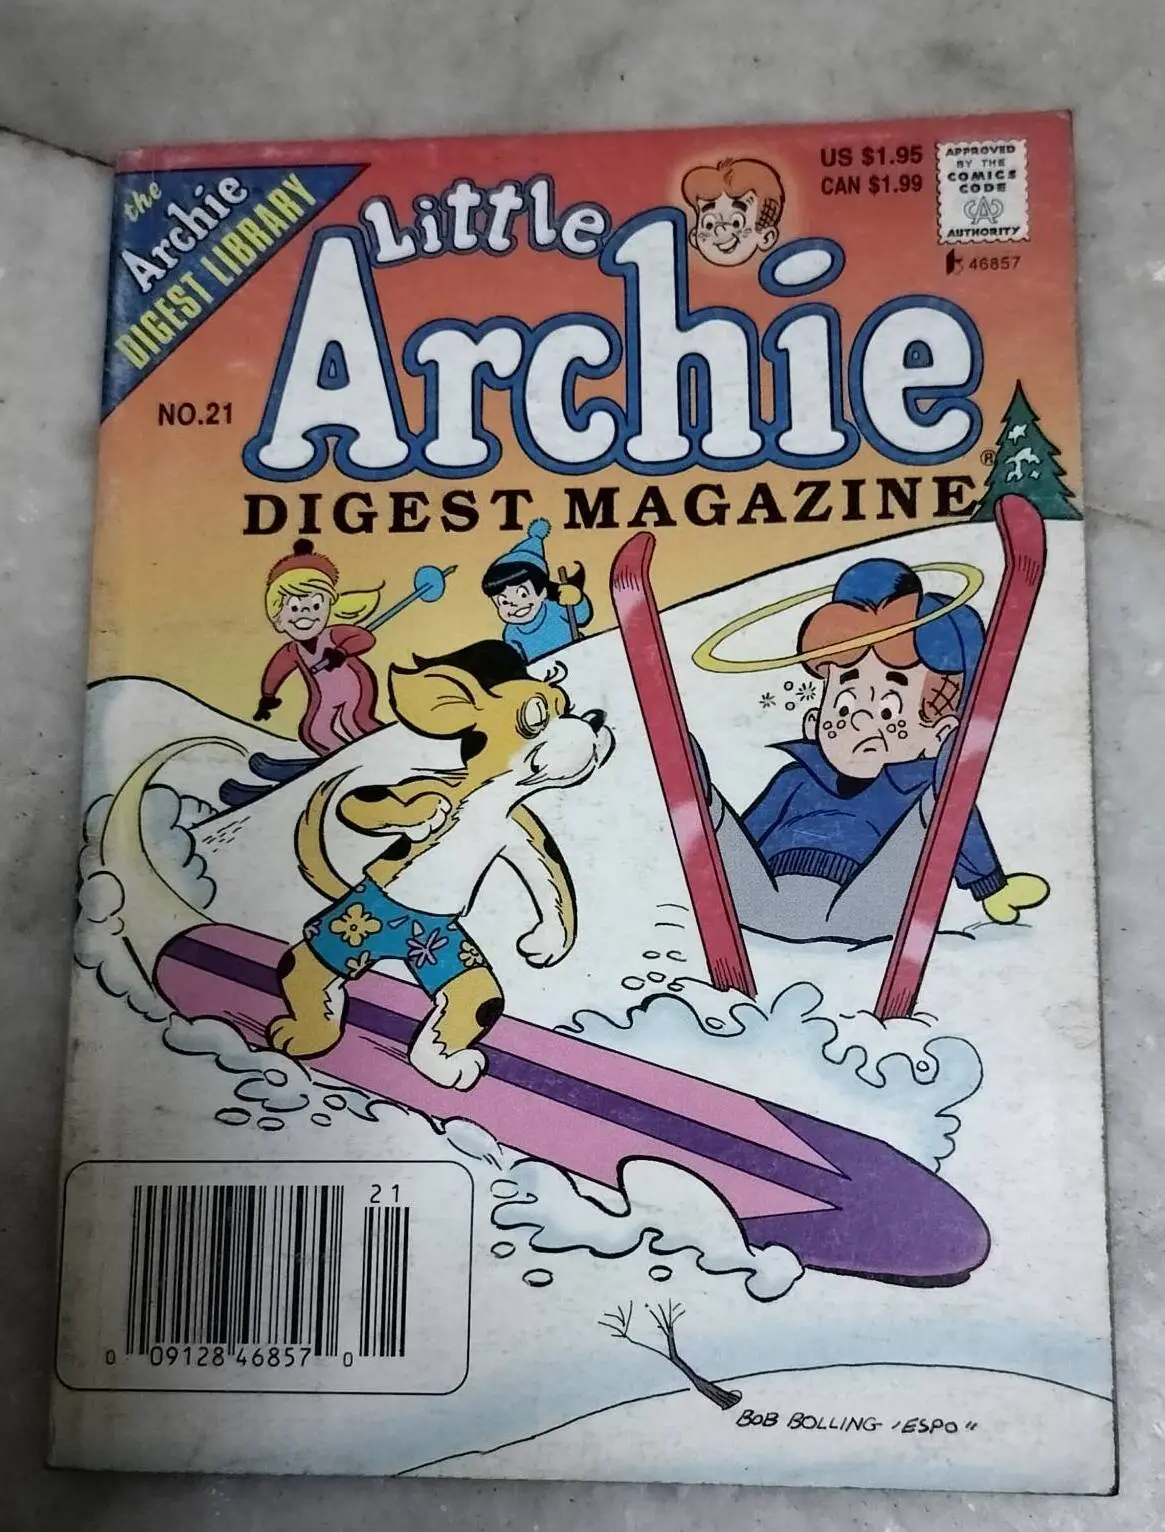 the
Archie
DIGEST LIBRARY
Little
Archie
®
DIGEST MAGAZINE
US $1.95
CAN $1.99
APPROVED
BY THE
COMICS
CODE
CA
AUTHORITY
46857
NO.21
21
0 09128 46857 0
BOB BOLLING 'ESPO"